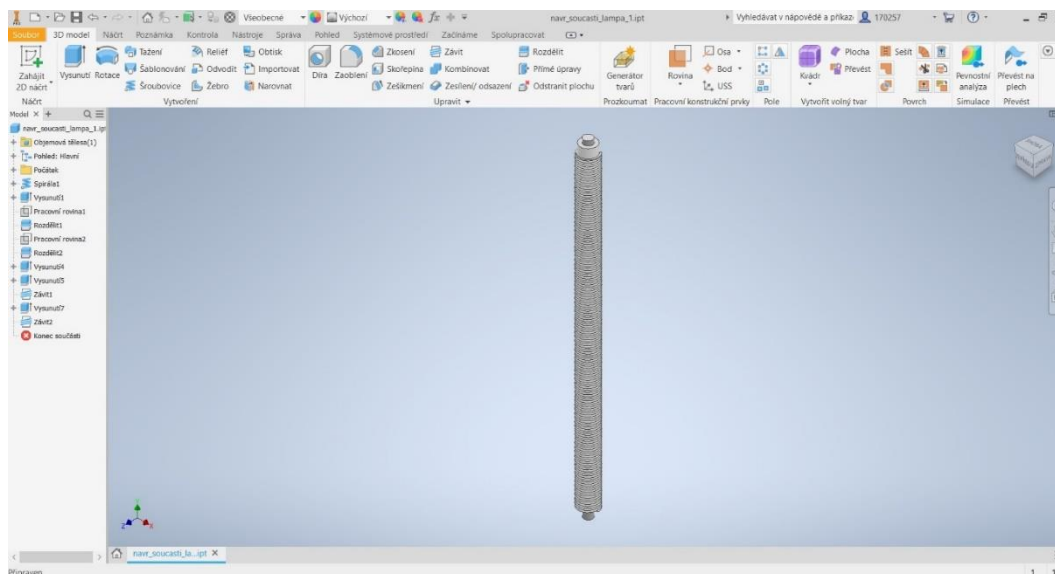 Všeobecné Výchozí fx navr_soucasti_lampa_1.ipt Vyhledávat v nápovědě a příkaz 170257
Soubor 3D model Náčrt Poznámka Kontrola Nástroje Správa Pohled Systémové prostředí Začínáme Spolupracovat
Tažení Reliéf Obtisk Zkosení Závit Rozdělit Osa Plocha Sešit
Zahájit 2D náčrt Vysunutí Rotace Šablonování Odvodit Importovat Díra Zaoblení Skořepina Kombinovat Přímé úpravy Generátor tvarů Rovina Bod Kvádr Převést Pevnostní analýza Převést na plech
Šroubovice Žebro Narovnat Zešikmení Zesílení/ odsazení Odstranit plochu USS
Náčrt Vytvoření Upravit Prozkoumat Pracovní konstrukční prvky Pole Vytvořit volný tvar Povrch Simulace Převést
Model
navr_soucasti_lampa_1.ip
Objemová tělesa(1)
Pohled: Hlavní
Počátek
Spirála1
Vysunutí1
Pracovní rovina1
Rozdělit1
Pracovní rovina2
Rozdělit2
Vysunutí4
Vysunutí5
Závit1
Vysunutí7
Závit2
Konec součásti
navr_soucasti_la...ipt
Připraven 1